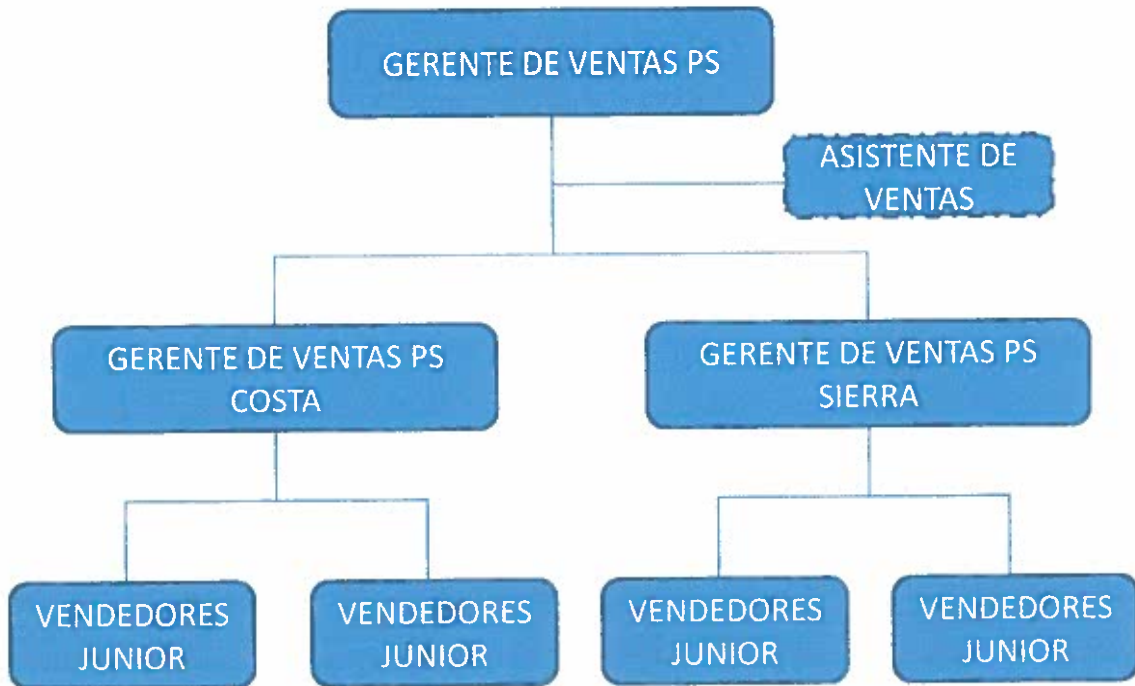 GERENTE DE VENTAS PS
ASISTENTE DE
VENTAS
GERENTE DE VENTAS PS
COSTA
GERENTE DE VENTAS PS
SIERRA
VENDEDORES
JUNIOR
VENDEDORES
JUNIOR
VENDEDORES
JUNIOR
VENDEDORES
JUNIOR